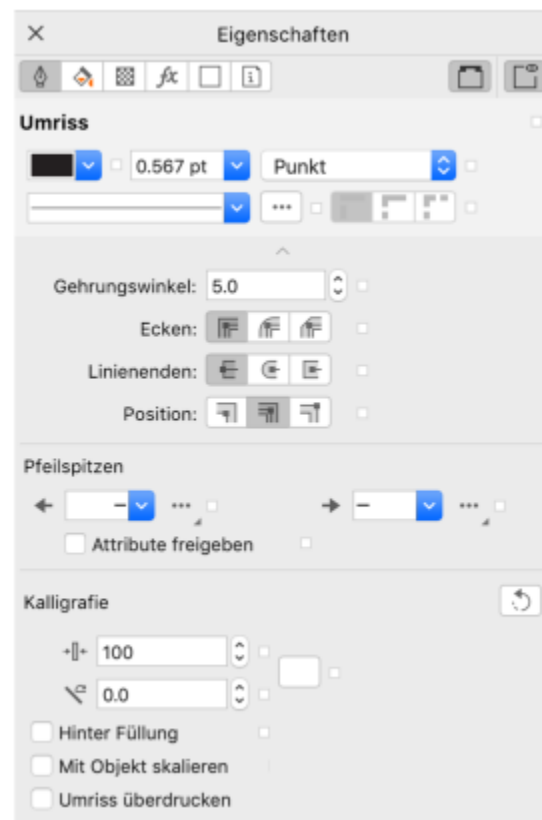 Eigenschaften
fx
i
Umriss
0.567 pt Punkt
Gehrungswinkel: 5.0
Ecken:
Linienenden:
Position:
Pfeilspitzen
Attribute freigeben
Kalligrafie
100
0.0
Hinter Füllung
Mit Objekt skalieren
Umriss überdrucken